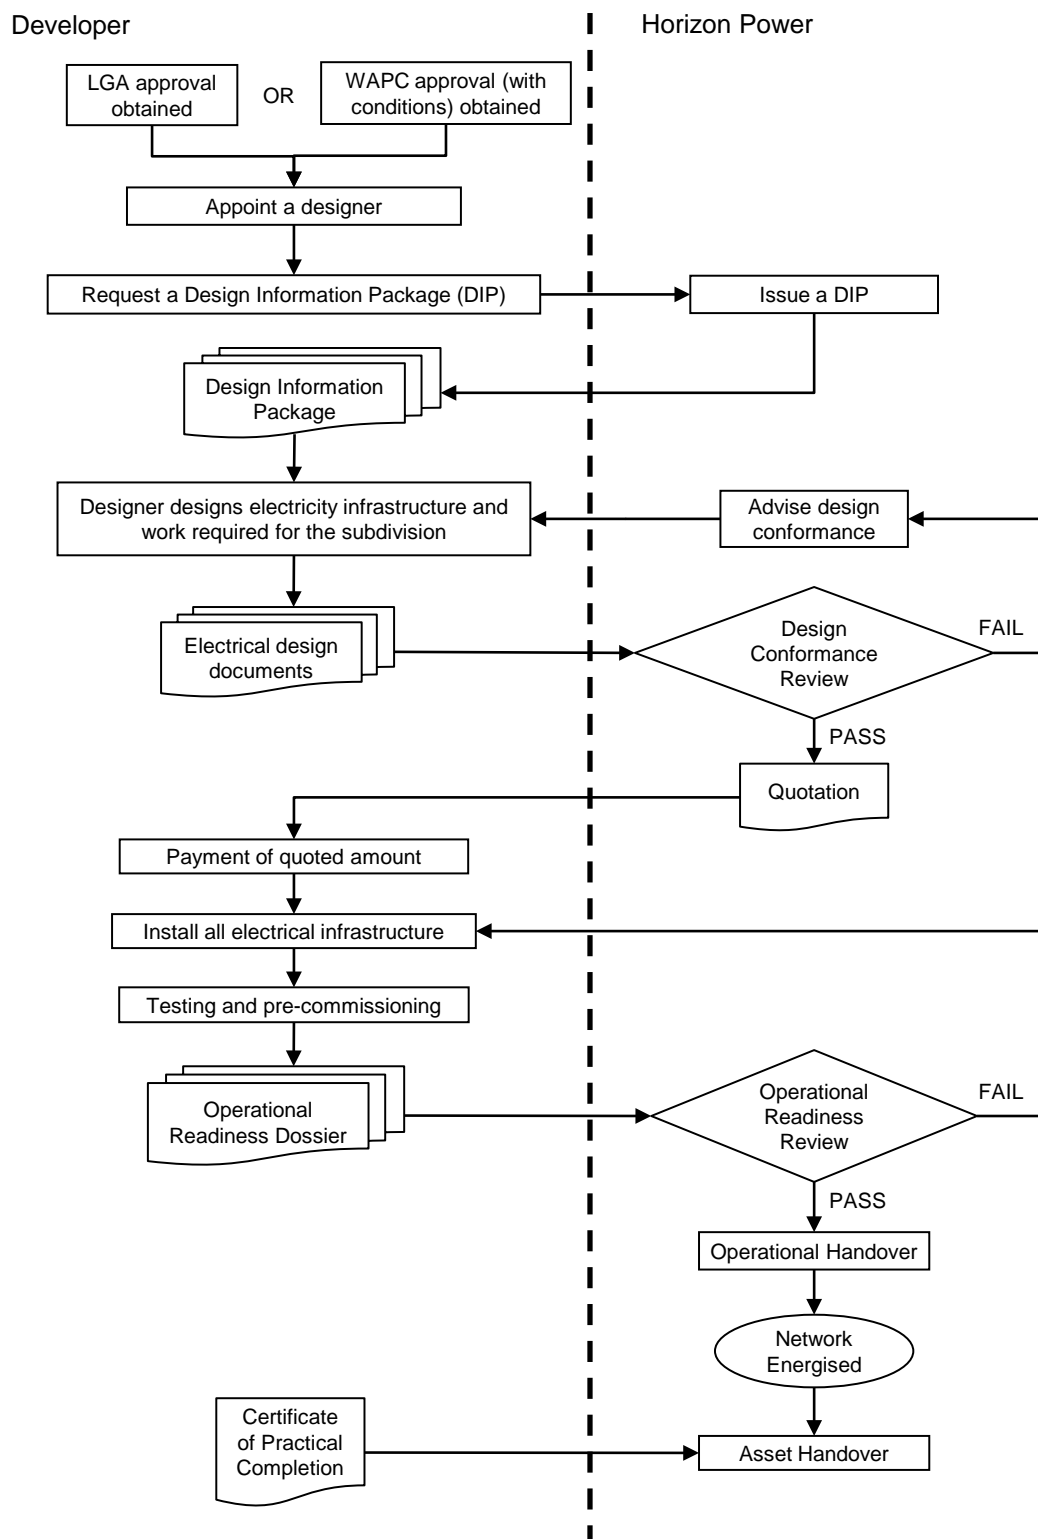 Developer
Horizon Power
LGA approval
obtained
OR
WAPC approval (with
conditions) obtained
Appoint a designer
Request a Design Information Package (DIP)
Issue a DIP
Design Information
Package
Designer designs electricity infrastructure and
work required for the subdivision
Advise design
conformance
Electrical design
documents
Design
Conformance
Review
FAIL
PASS
Quotation
Payment of quoted amount
Install all electrical infrastructure
Testing and pre-commissioning
Operational
Readiness Dossier
Operational
Readiness
Review
FAIL
PASS
Operational Handover
Network
Energised
Certificate
of Practical
Completion
Asset Handover